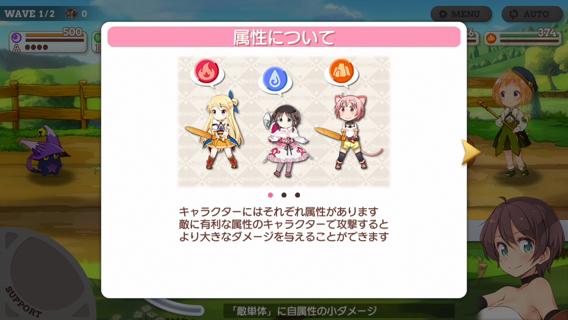 WAVE 1/2
0
MENU
AUTO
500
374
属性について
キャラクターにはそれぞれ属性があります
敵に有利な属性のキャラクターで攻撃すると
より大きなダメージを与えることができます
SUPPORT
「敵単体」に自属性の小ダメージ